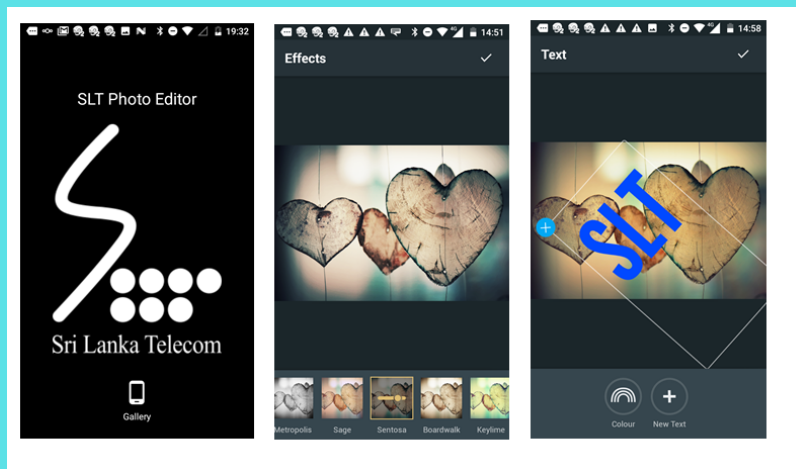 19:32
SLT Photo Editor
Sri Lanka Telecom
Gallery
14:51
Effects
Metropolis
Sage
Sentosa
Boardwalk
Keylime
4G 14:58
Text
SLT
Colour
New Text